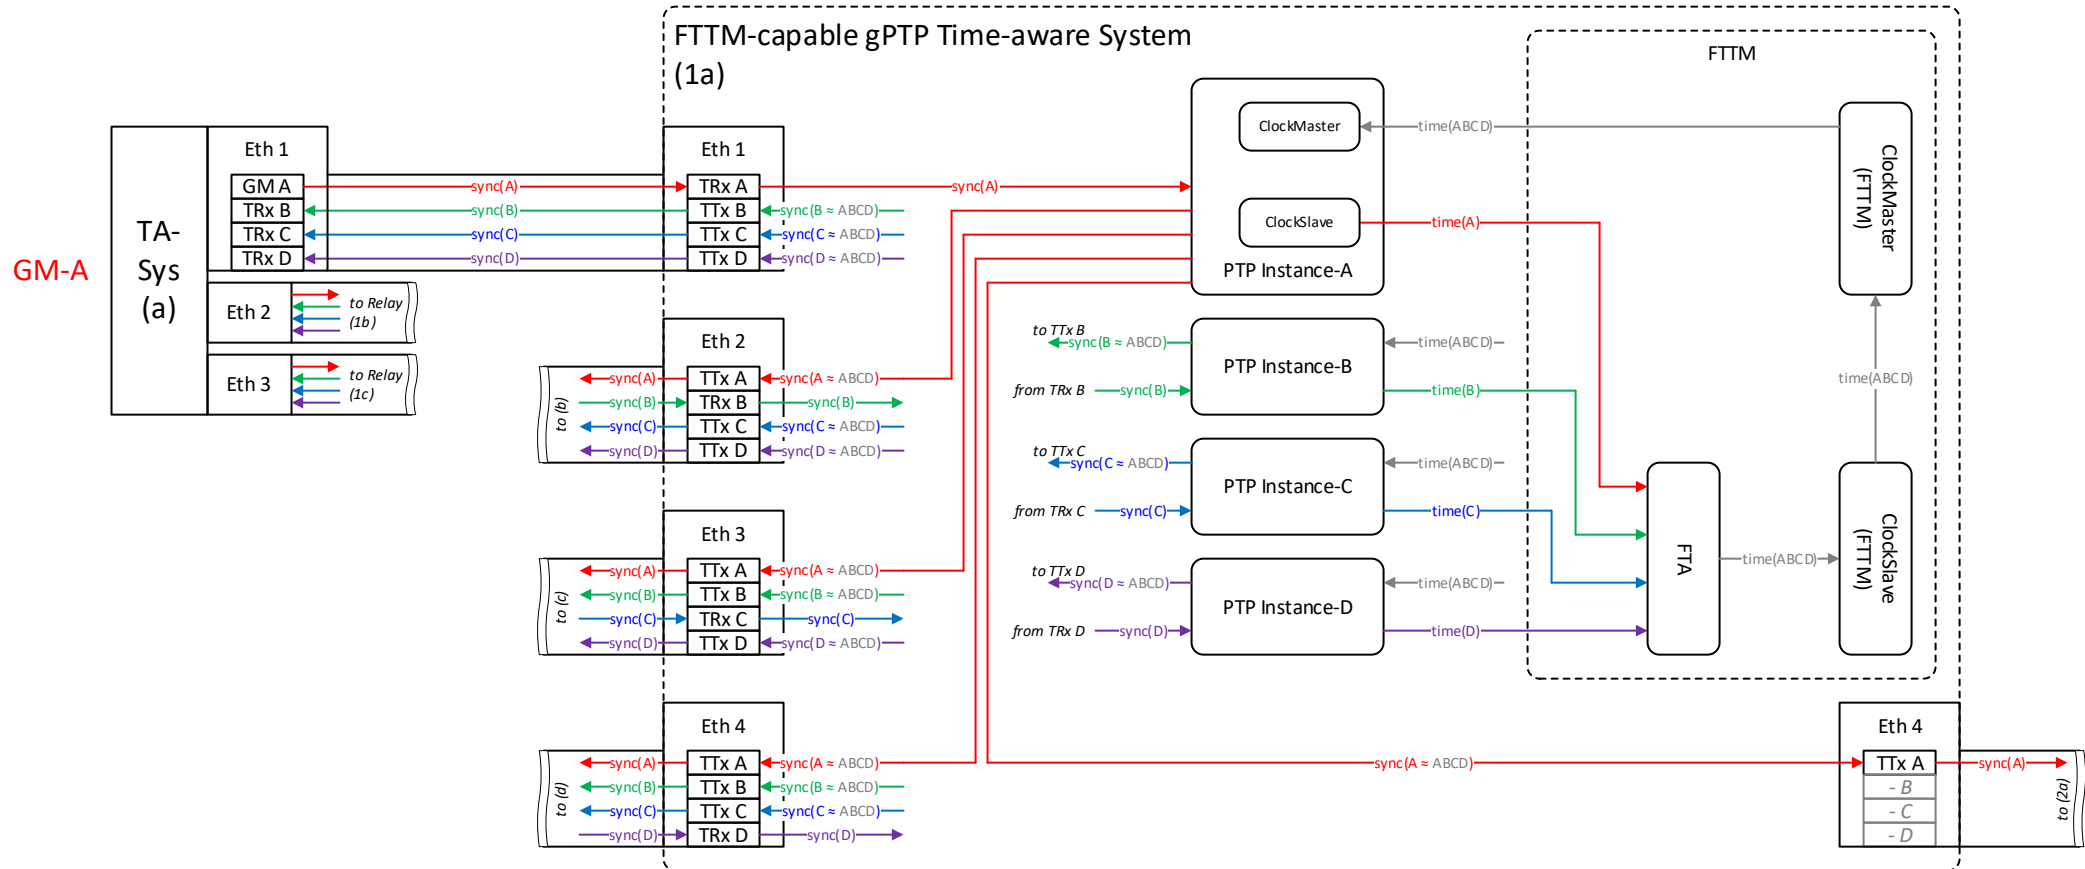 FTTM-capable gPTP Time-aware System
(1a)
FTTM
GM-A
TA-
Sys
(a)
Eth 1
GM A
TRx B
TRx C
TRx D
sync(A)
sync(B)
sync(C)
sync(D)
Eth 2
to Relay
(1b)
Eth 3
to Relay
(1c)
Eth 1
TRx A
TTx B
TTx C
TTx D
sync(A)
sync(B ≈ ABCD)
sync(C ≈ ABCD)
sync(D ≈ ABCD)
Eth 2
to (b)
sync(A) TTx A sync(A ≈ ABCD)
sync(B) TRx B sync(B)
sync(C) TTx C sync(C ≈ ABCD)
sync(D) TTx D sync(D ≈ ABCD)
Eth 3
to (c)
sync(A) TTx A sync(A ≈ ABCD)
sync(B) TTx B sync(B ≈ ABCD)
sync(C) TRx C sync(C)
sync(D) TTx D sync(D ≈ ABCD)
Eth 4
to (d)
sync(A) TTx A sync(A ≈ ABCD)
sync(B) TTx B sync(B ≈ ABCD)
sync(C) TTx C sync(C ≈ ABCD)
sync(D) TRx D sync(D)
ClockMaster
time(ABCD)
ClockSlave
time(A)
PTP Instance-A
to TTx B
sync(B ≈ ABCD)
from TRx B
sync(B)
PTP Instance-B
time(ABCD)
time(B)
to TTx C
sync(C ≈ ABCD)
from TRx C
sync(C)
PTP Instance-C
time(ABCD)
time(C)
to TTx D
sync(D ≈ ABCD)
from TRx D
sync(D)
PTP Instance-D
time(ABCD)
time(D)
FTA
time(ABCD)
ClockSlave
(FTTM)
time(ABCD)
ClockMaster
(FTTM)
sync(A ≈ ABCD)
Eth 4
TTx A
- B
- C
- D
sync(A)
to (2a)